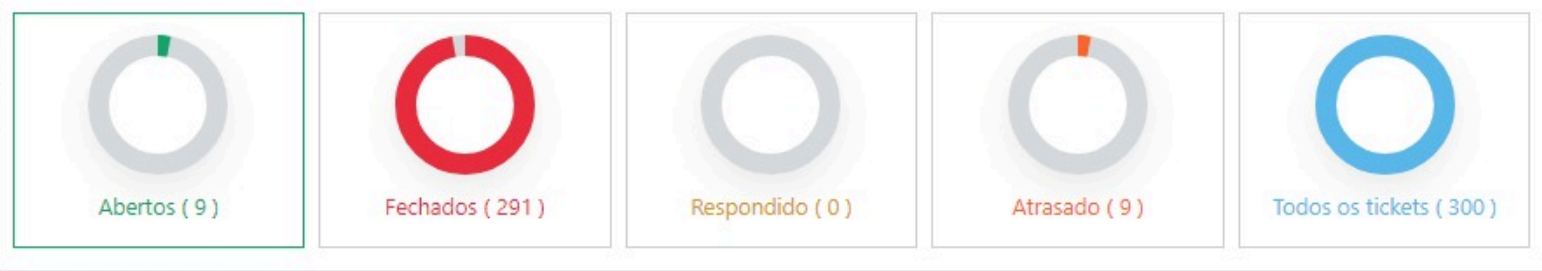 Abertos ( 9 )
Fechados ( 291 )
Respondido ( 0 )
Atrasado ( 9 )
Todos os tickets ( 300 )